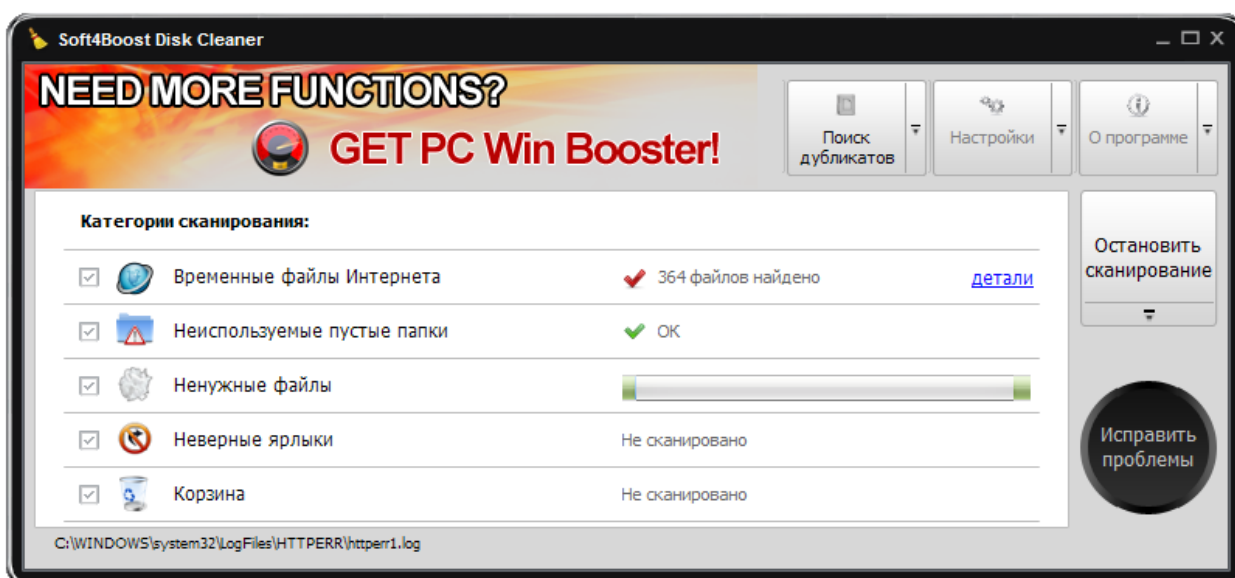 Soft4Boost Disk Cleaner
NEED MORE FUNCTIONS?
GET PC Win Booster!
Поиск
дубликатов
Настройки
О программе
Категории сканирования:
Временные файлы Интернета 364 файлов найдено детали
Неиспользуемые пустые папки OK
Ненужные файлы
Неверные ярлыки Не сканировано
Корзина Не сканировано
Остановить
сканирование
Исправить
проблемы
C:\WINDOWS\system32\LogFiles\HTTPERR\httperr1.log